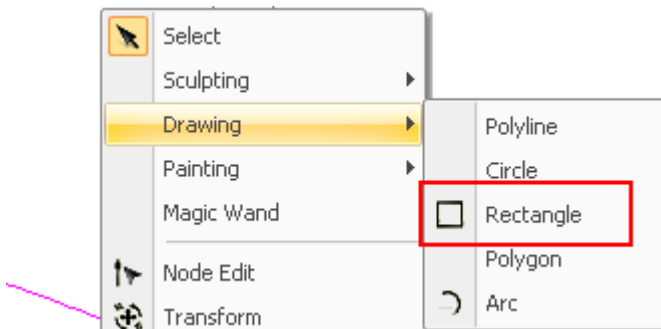 Select
Sculpting
Drawing
Painting
Magic Wand
Node Edit
Transform
Polyline
Circle
Rectangle
Polygon
Arc